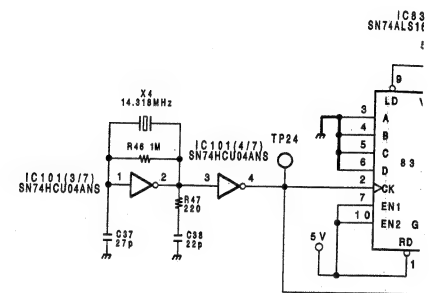 IC83
SN74ALS16
9
X4
14.318MHz
LD
V
3
A
R46 1M
IC101(4/7)
SN74HCU04ANS
TP24
4
B
5
C
6
D
83
IC101(3/7)
SN74HCU04ANS
1
2
3
4
2
CK
R47
220
7
EN1
10
EN2
G
C37
27p
C38
22p
5V
RD
1